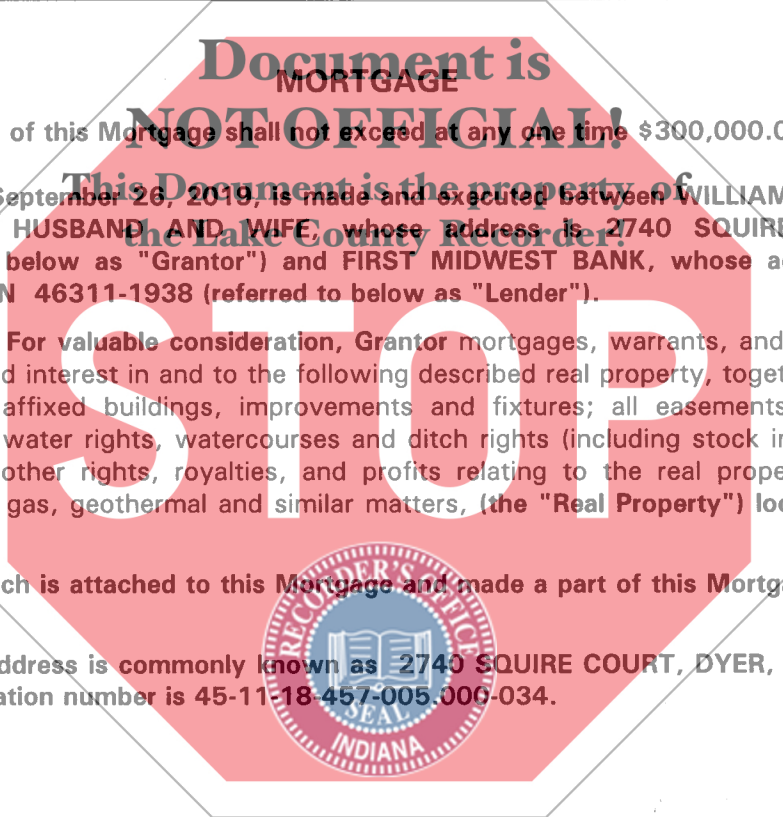 Document is
MORTGAGE
NOT OFFICIAL!
of this Mortgage shall not exceed at any one time $300,000.0
This Document is the property of
September 26, 2019, is made and executed between WILLIAM
the Lake County Recorder!
HUSBAND AND WIFE, whose address is 2740 SQUIRE
below as "Grantor") and FIRST MIDWEST BANK, whose a
N 46311-1938 (referred to below as "Lender").
For valuable consideration, Grantor mortgages, warrants, and
d interest in and to the following described real property, toget
affixed buildings, improvements and fixtures; all easements
water rights, watercourses and ditch rights (including stock in
other rights, royalties, and profits relating to the real prope
gas, geothermal and similar matters, (the "Real Property") loc
STOP
ch is attached to this Mortgage and made a part of this Mortga
RECORDER'S OFFICE
ddress is commonly known as 2740 SQUIRE COURT, DYER,
ation number is 45-11-18-457-005.000-034.
SEAL
INDIANA